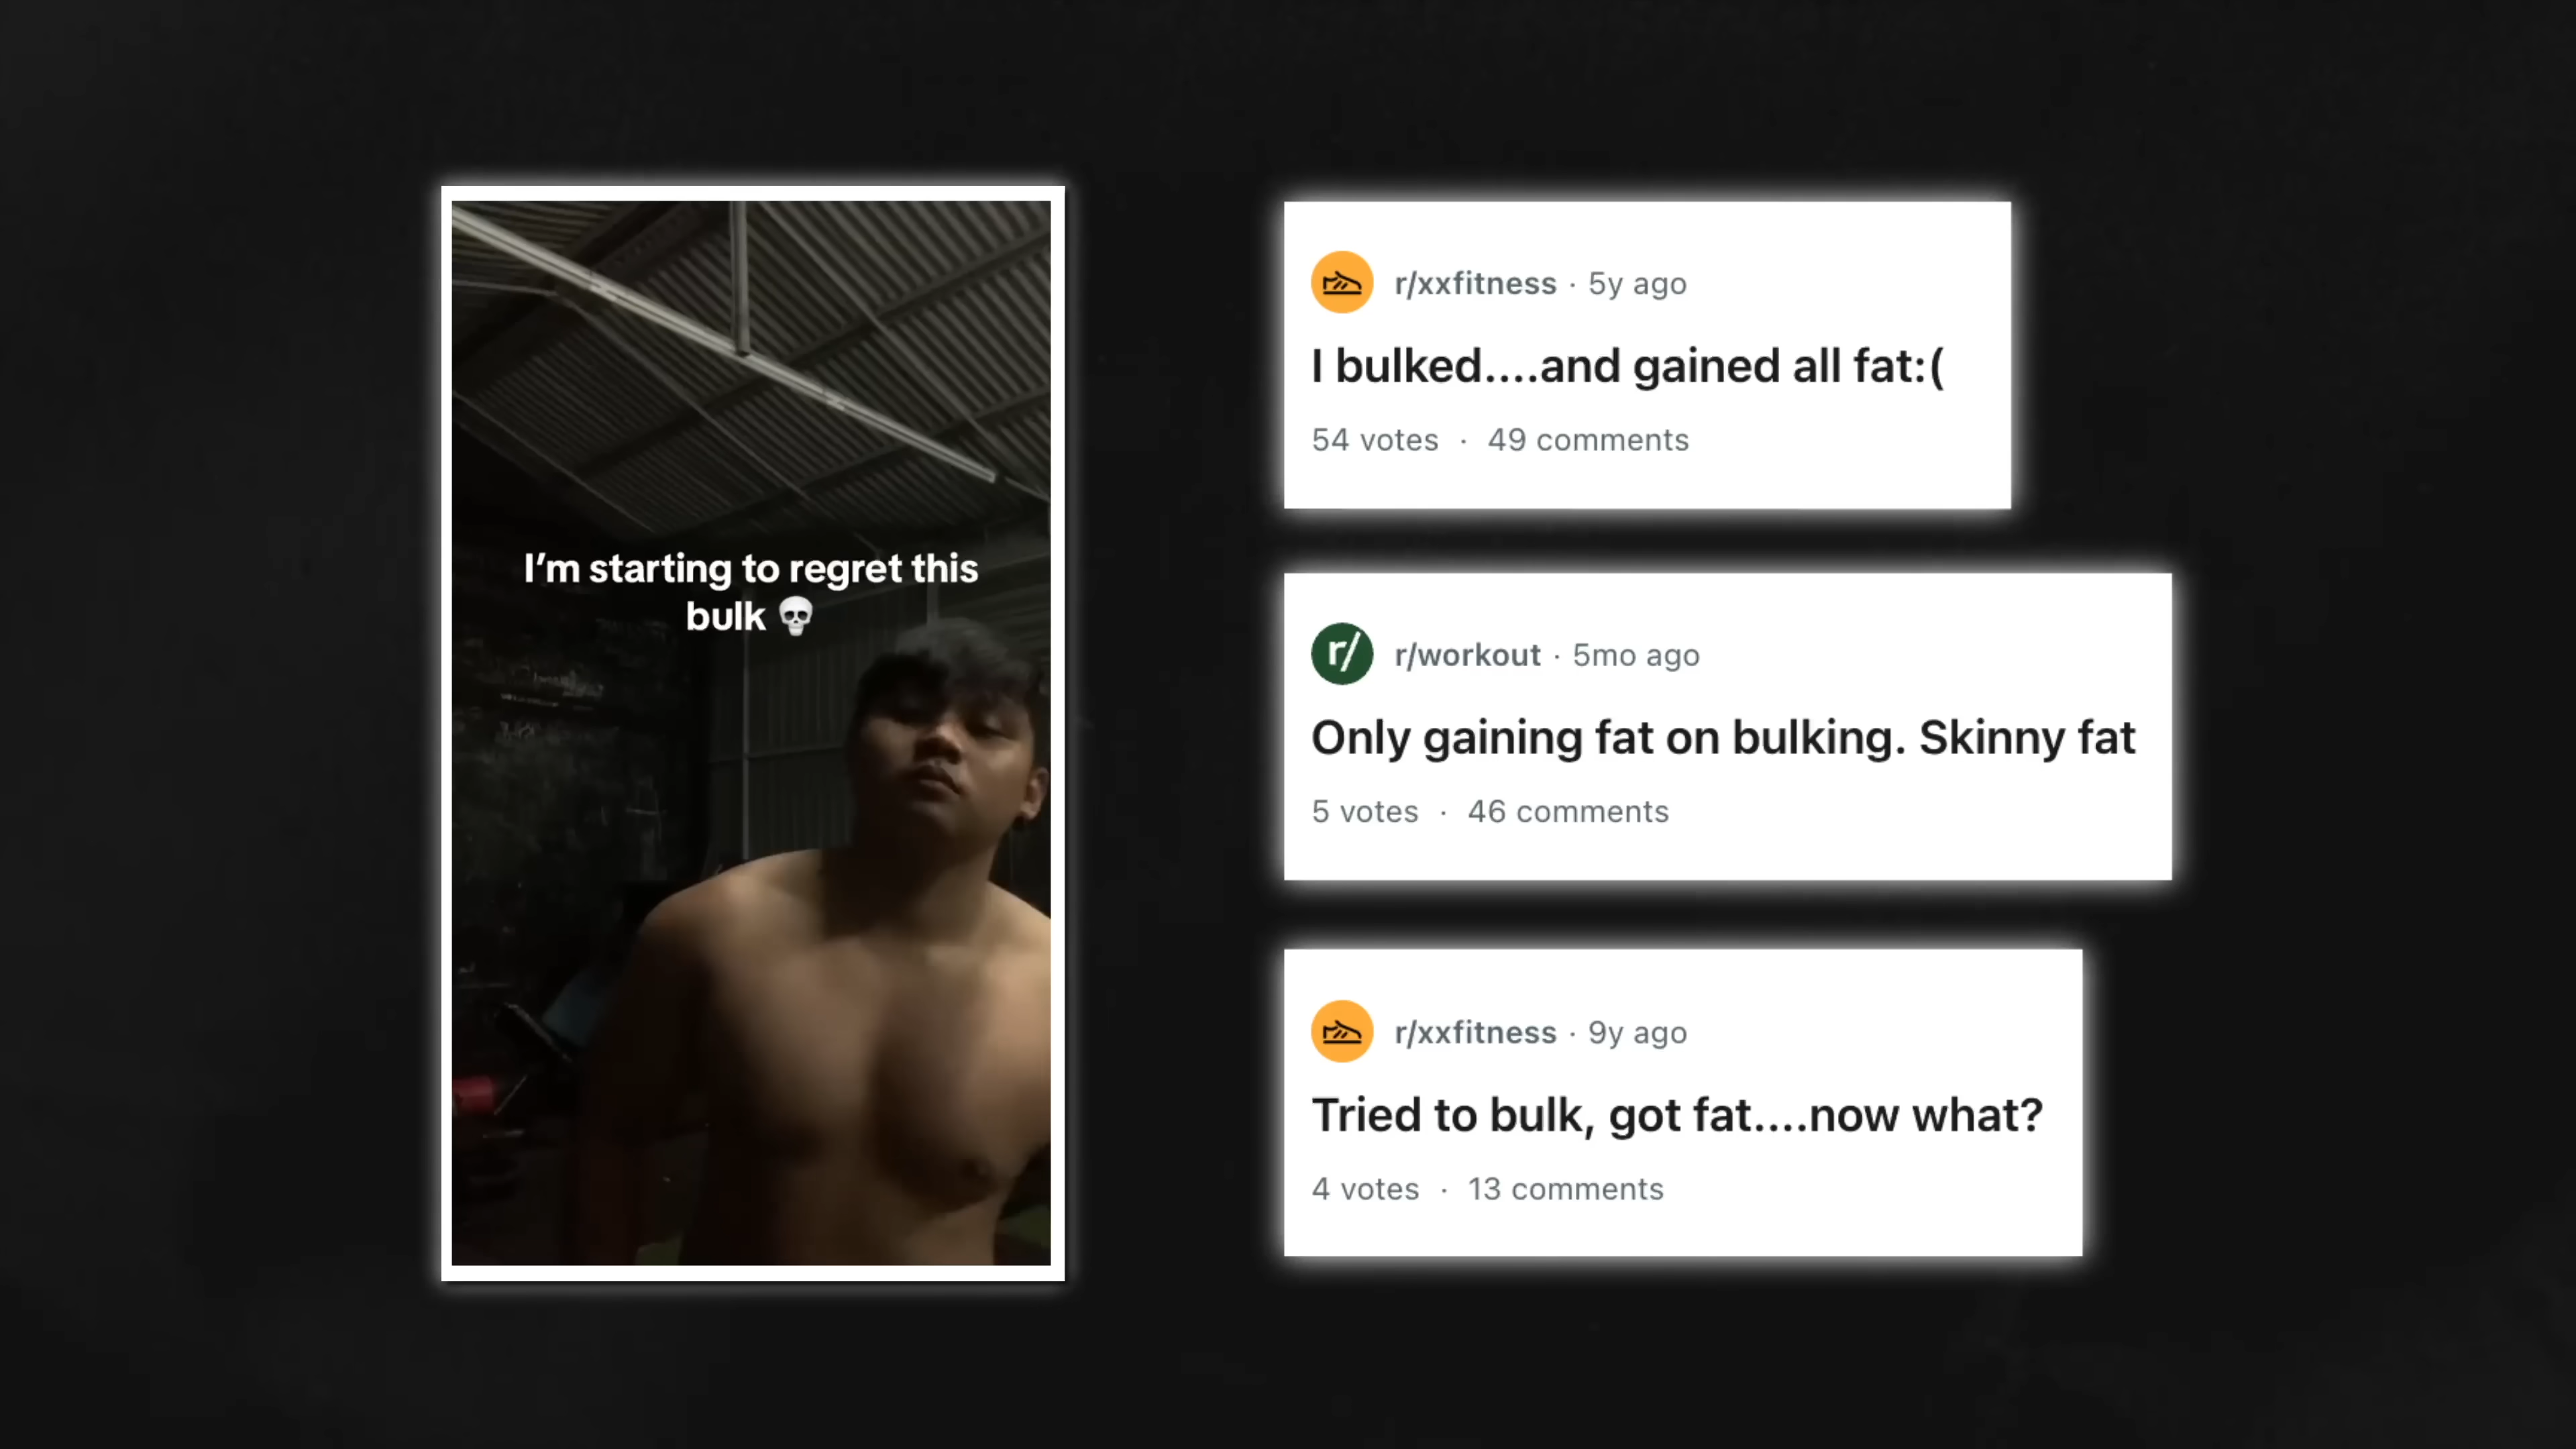 I'm starting to regret this
bulk 💀
r/xxfitness · 5y ago
I bulked....and gained all fat:(
54 votes · 49 comments
r/
r/workout · 5mo ago
Only gaining fat on bulking. Skinny fat
5 votes · 46 comments
r/xxfitness · 9y ago
Tried to bulk, got fat....now what?
4 votes · 13 comments